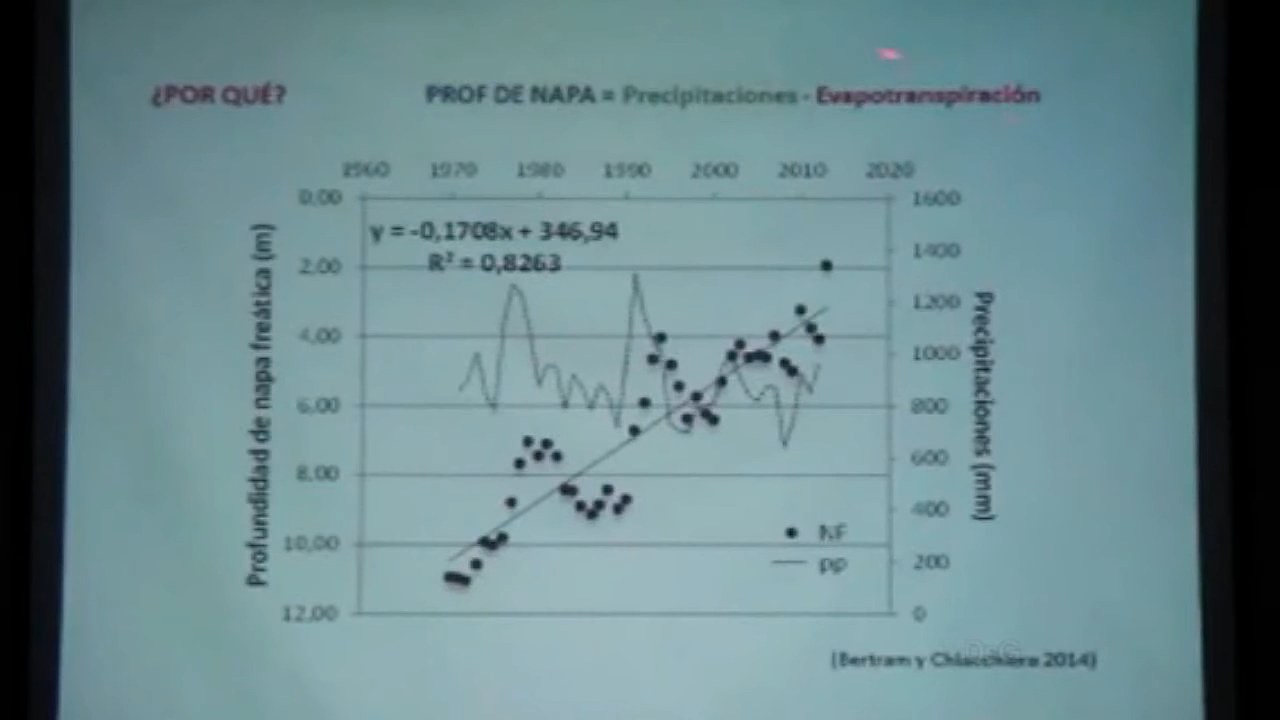 ¿POR QUÉ?
PROF DE NAPA = Precipitaciones - Evapotranspiración
1960 1970 1980 1990 2000 2010 2020
0,00
2,00
4,00
6,00
8,00
10,00
12,00
Profundidad de napa freática (m)
y = -0,1708x + 346,94
R² = 0,8263
NF
pp
1600
1400
1200
1000
800
600
400
200
0
Precipitaciones (mm)
(Bertram y Chiacchiera 2014)